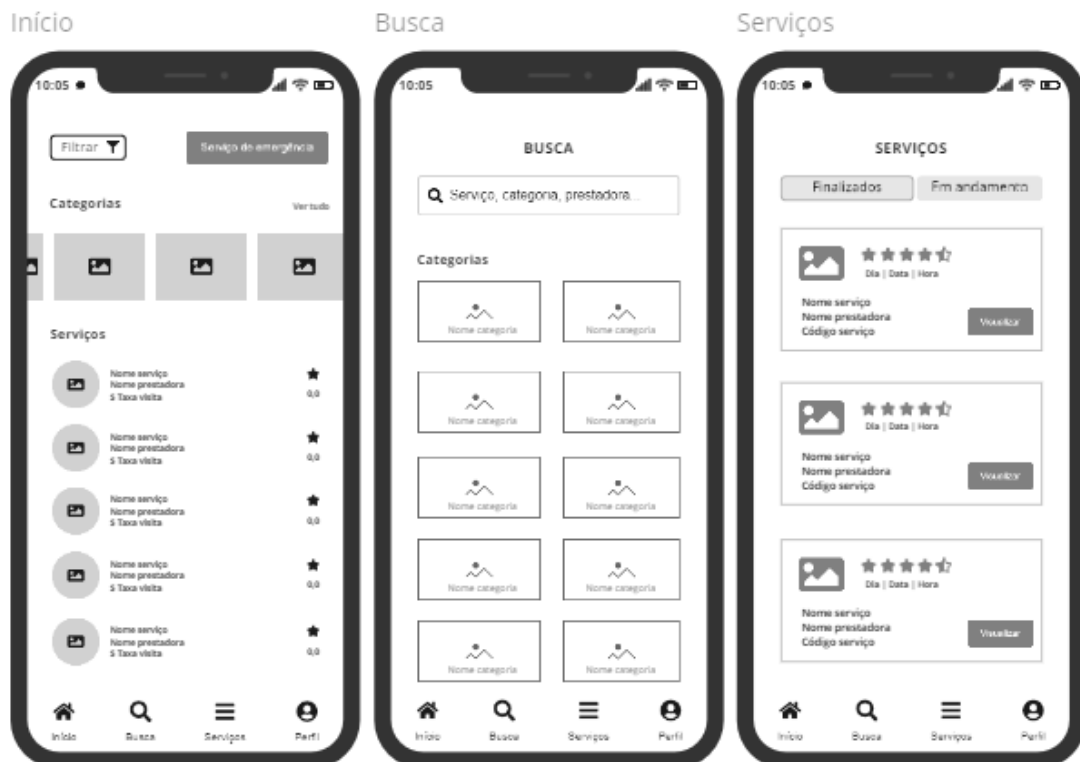 Início
Busca
Serviços
10:05
Filtrar
Serviço de emergência
Categorias
Ver tudo
Serviços
Nome serviço
Nome prestadora
$ Taxa visita
0,0
Nome serviço
Nome prestadora
$ Taxa visita
0,0
Nome serviço
Nome prestadora
$ Taxa visita
0,0
Nome serviço
Nome prestadora
$ Taxa visita
0,0
Nome serviço
Nome prestadora
$ Taxa visita
0,0
Início
Busca
Serviços
Perfil
10:05
BUSCA
Serviço, categoria, prestadora...
Categorias
Nome categoria
Nome categoria
Nome categoria
Nome categoria
Nome categoria
Nome categoria
Nome categoria
Nome categoria
Nome categoria
Nome categoria
Início
Busca
Serviços
Perfil
10:05
SERVIÇOS
Finalizados
Em andamento
Dia | Data | Hora
Nome serviço
Nome prestadora
Código serviço
Visualizar
Dia | Data | Hora
Nome serviço
Nome prestadora
Código serviço
Visualizar
Dia | Data | Hora
Nome serviço
Nome prestadora
Código serviço
Visualizar
Início
Busca
Serviços
Perfil